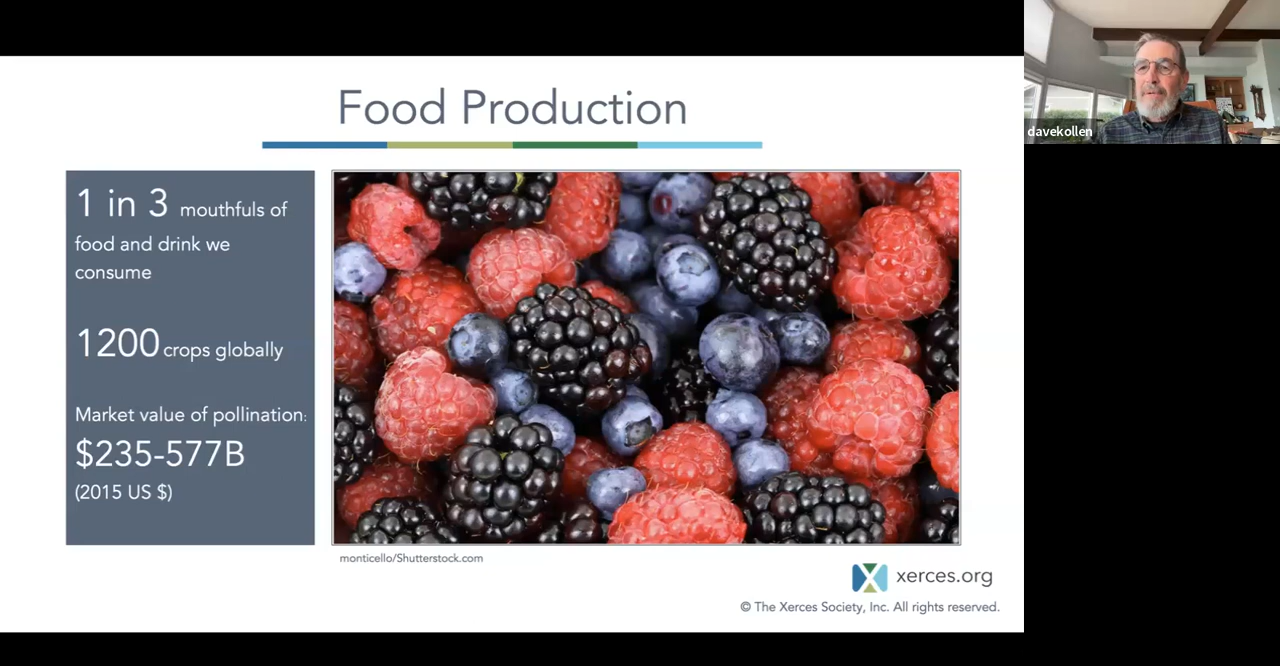 Food Production
1 in 3 mouthfuls of
food and drink we
consume
1200 crops globally
Market value of pollination:
$235-577B
(2015 US $)
monticello/Shutterstock.com
xerces.org
© The Xerces Society, Inc. All rights reserved.
davekollen